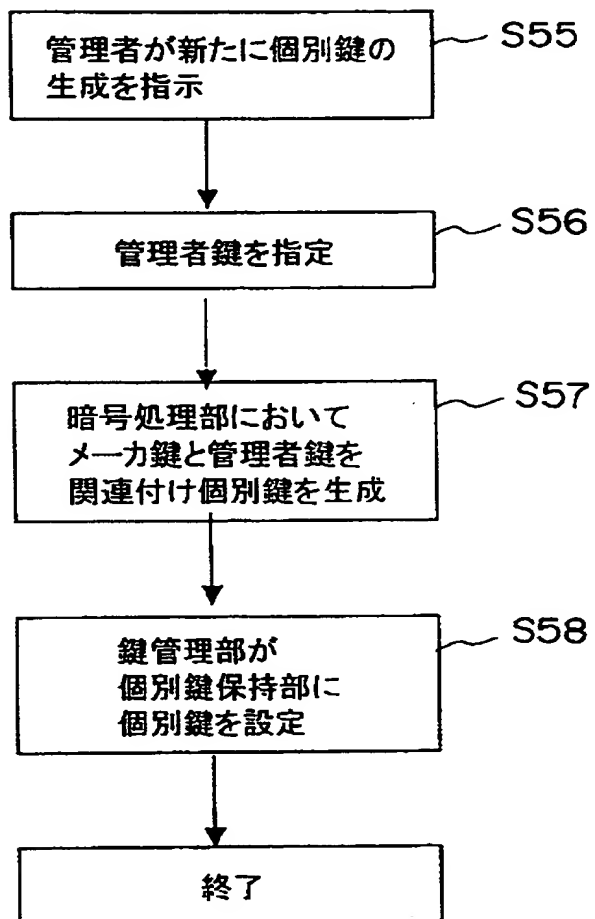 管理者が新たに個別鍵の
生成を指示
S55
管理者鍵を指定
S56
暗号処理部において
メーカ鍵と管理者鍵を
関連付け個別鍵を生成
S57
鍵管理部が
個別鍵保持部に
個別鍵を設定
S58
終了